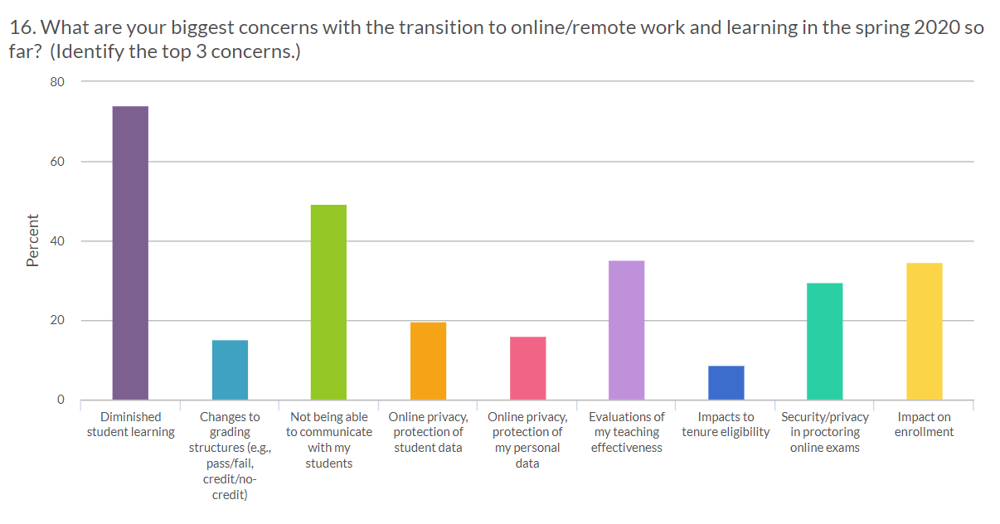 16. What are your biggest concerns with the transition to online/remote work and learning in the spring 2020 so
far? (Identify the top 3 concerns.)
80
60
40
20
0
Percent
Diminished
student learning
Changes to
grading
structures (e.g.,
pass/fail,
credit/no-
credit)
Not being able
to communicate
with my
students
Online privacy,
protection of
student data
Online privacy,
protection of
my personal
data
Evaluations of
my teaching
effectiveness
Impacts to
tenure eligibility
Security/privacy
in proctoring
online exams
Impact on
enrollment